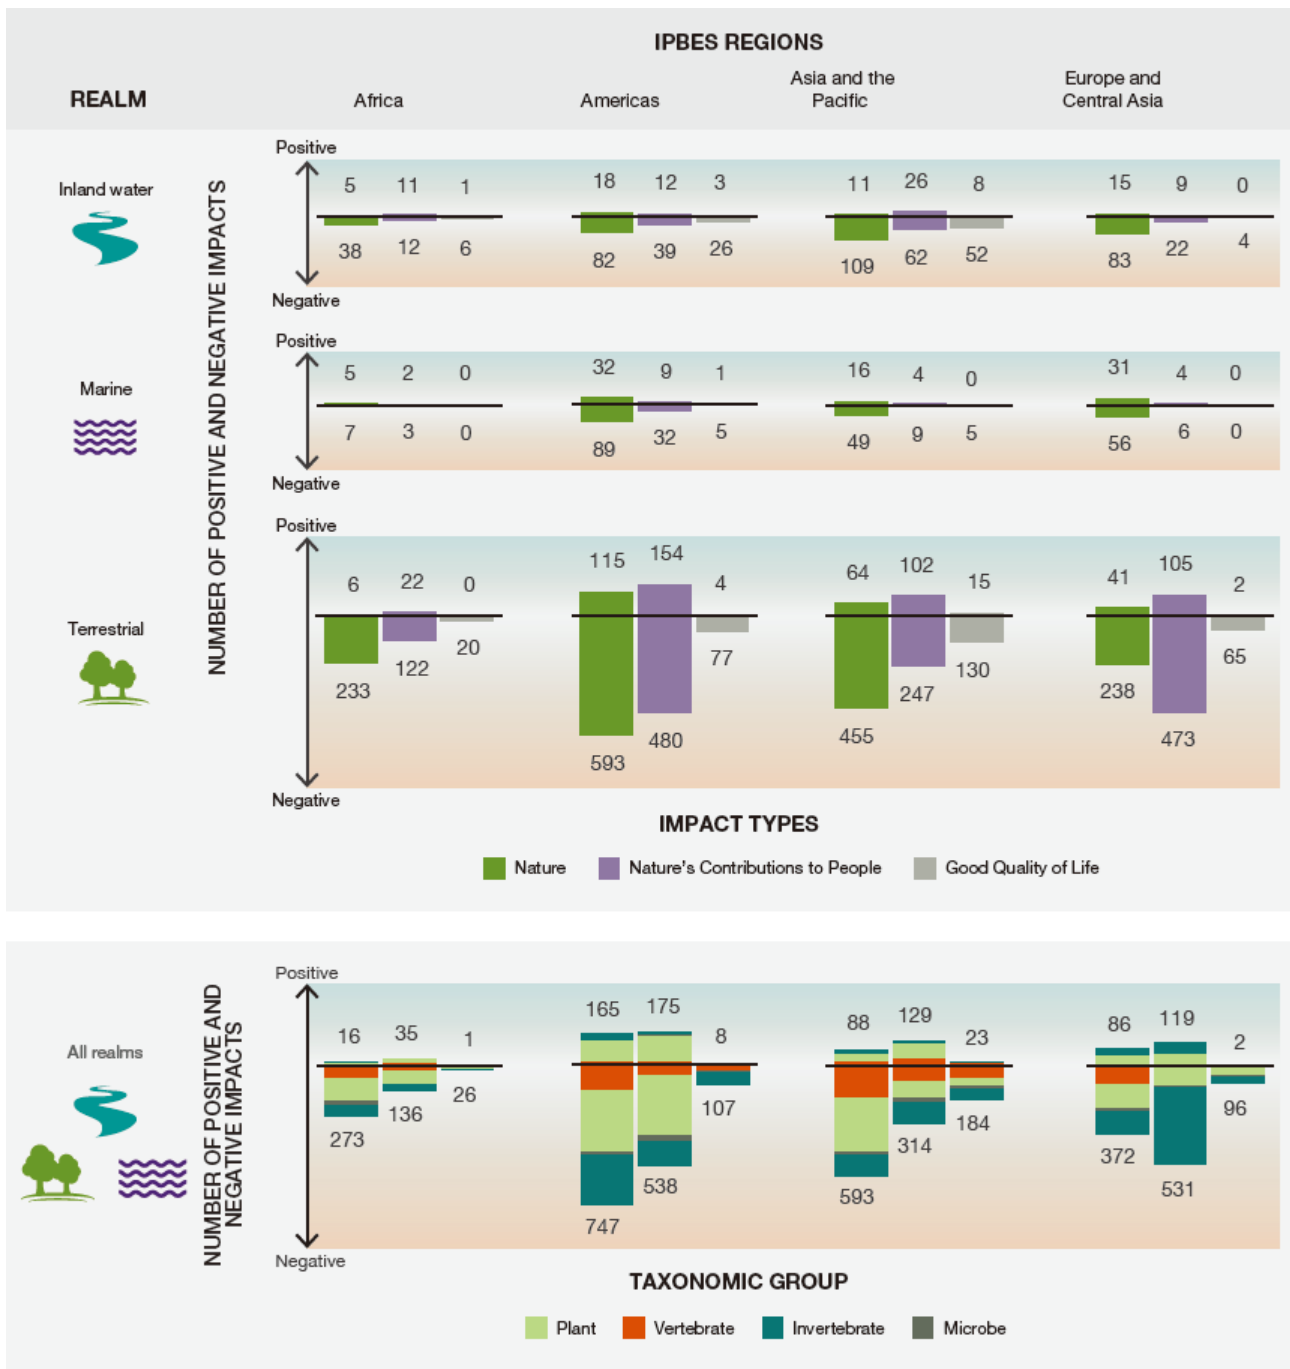 IPBES REGIONS
REALM
Africa
Americas
Asia and the
Pacific
Europe and
Central Asia
NUMBER OF POSITIVE AND NEGATIVE IMPACTS
Inland water
Positive
5 11 1 18 12 3 11 26 8 15 9 0
38 12 6 82 39 26 109 62 52 83 22 4
Negative
Marine
Positive
5 2 0 32 9 1 16 4 0 31 4 0
7 3 0 89 32 5 49 9 5 56 6 0
Negative
Terrestrial
Positive
6 22 0 115 154 4 64 102 15 41 105 2
233 122 20 593 480 77 455 247 130 238 473 65
Negative
IMPACT TYPES
Nature Nature's Contributions to People Good Quality of Life
All realms
NUMBER OF POSITIVE AND
NEGATIVE IMPACTS
Positive
16 35 1 165 175 8 88 129 23 86 119 2
273 136 26 747 538 107 593 314 184 372 531 96
Negative
TAXONOMIC GROUP
Plant Vertebrate Invertebrate Microbe